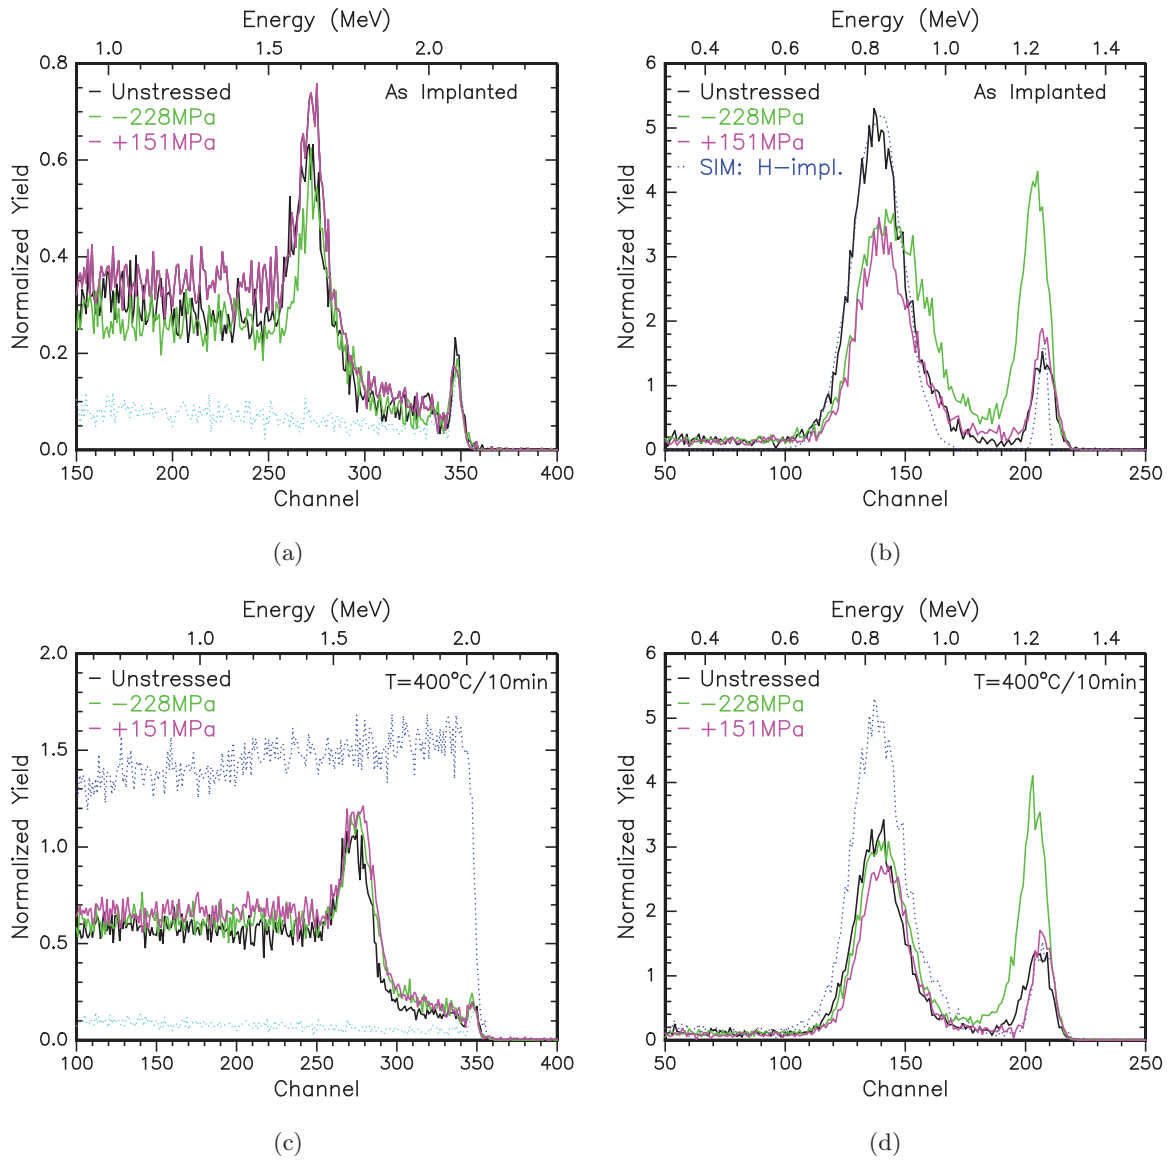 Energy (MeV)
1.0 1.5 2.0
0.8
0.6
0.4
0.2
0.0
Normalized Yield
Unstressed
-228MPa
+151MPa
As Implanted
150 200 250 300 350 400
Channel
(a)
Energy (MeV)
0.4 0.6 0.8 1.0 1.2 1.4
6
5
4
3
2
1
0
Normalized Yield
Unstressed
-228MPa
+151MPa
SIM: H-impl.
As Implanted
50 100 150 200 250
Channel
(b)
Energy (MeV)
1.0 1.5 2.0
2.0
1.5
1.0
0.5
0.0
Normalized Yield
Unstressed
-228MPa
+151MPa
T=400°C/10min
100 150 200 250 300 350 400
Channel
(c)
Energy (MeV)
0.4 0.6 0.8 1.0 1.2 1.4
6
5
4
3
2
1
0
Normalized Yield
Unstressed
-228MPa
+151MPa
T=400°C/10min
50 100 150 200 250
Channel
(d)